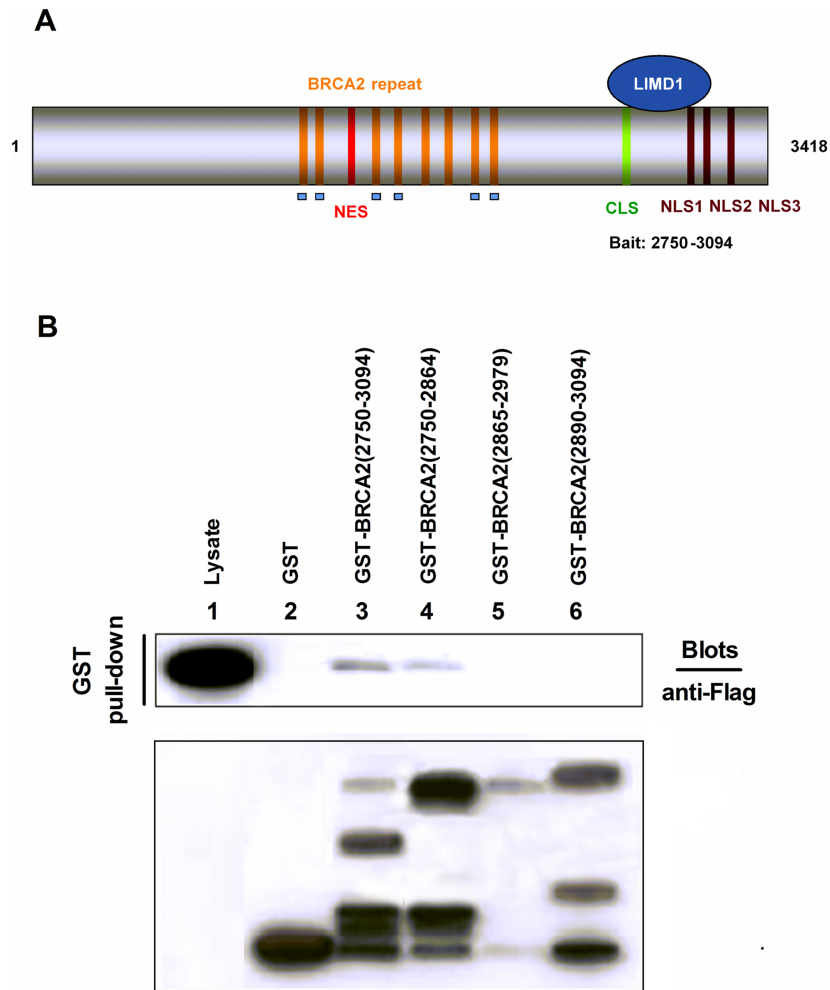 A
BRCA2 repeat
LIMD1
1
3418
NES
CLS
NLS1 NLS2 NLS3
Bait: 2750-3094
B
Lysate
GST
GST-BRCA2(2750-3094)
GST-BRCA2(2750-2864)
GST-BRCA2(2865-2979)
GST-BRCA2(2890-3094)
1 2 3 4 5 6
GST
pull-down
Blots
anti-Flag